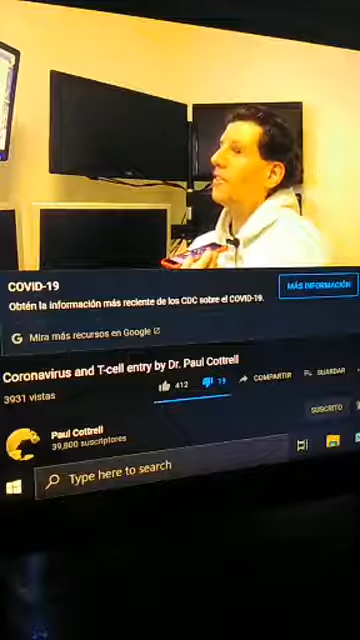 COVID-19
MÁS INFORMACIÓN
Obtén la información más reciente de los CDC sobre el COVID-19.
G Mira más recursos en Google
Coronavirus and T-cell entry by Dr. Paul Cottrell
3931 vistas
412
19
COMPARTIR
GUARDAR
Paul Cottrell
39,800 suscriptores
SUSCRITO
Type here to search